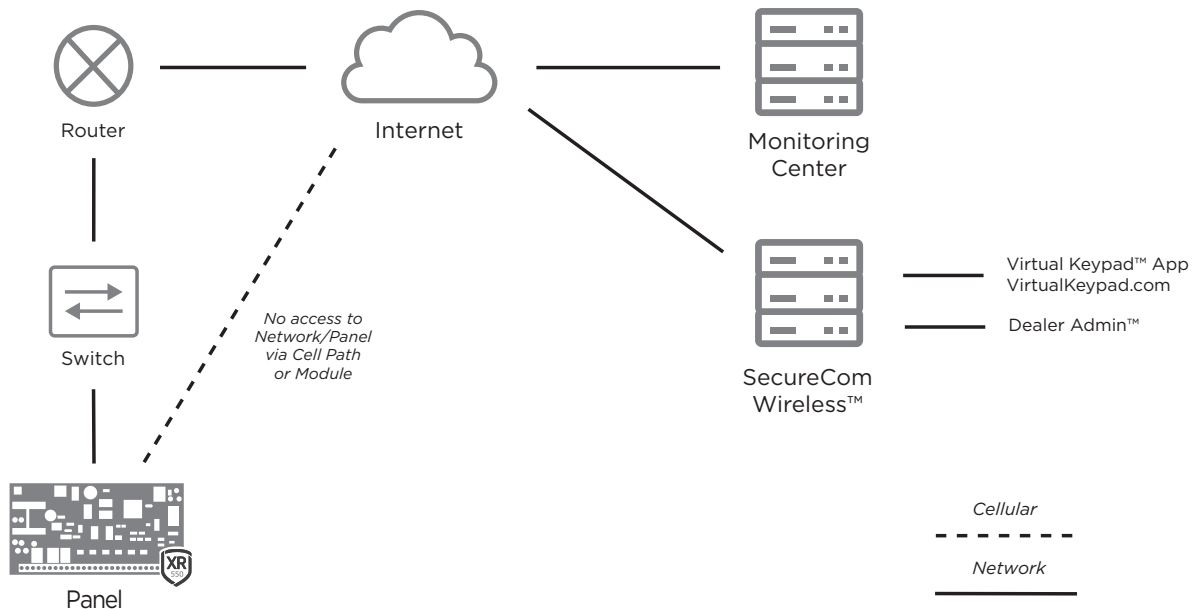 Router
Internet
Monitoring
Center
Switch
No access to
Network/Panel
via Cell Path
or Module
Virtual Keypad™ App
VirtualKeypad.com
Dealer Admin™
SecureCom
Wireless™
XR
550
Panel
Cellular
Network